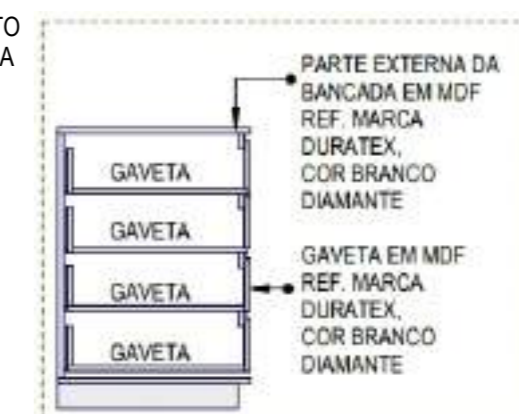 TO
A
PARTE EXTERNA DA
BANCADA EM MDF
REF. MARCA
DURATEX,
COR BRANCO
DIAMANTE
GAVETA
GAVETA
GAVETA EM MDF
REF. MARCA
DURATEX,
COR BRANCO
DIAMANTE
GAVETA
GAVETA